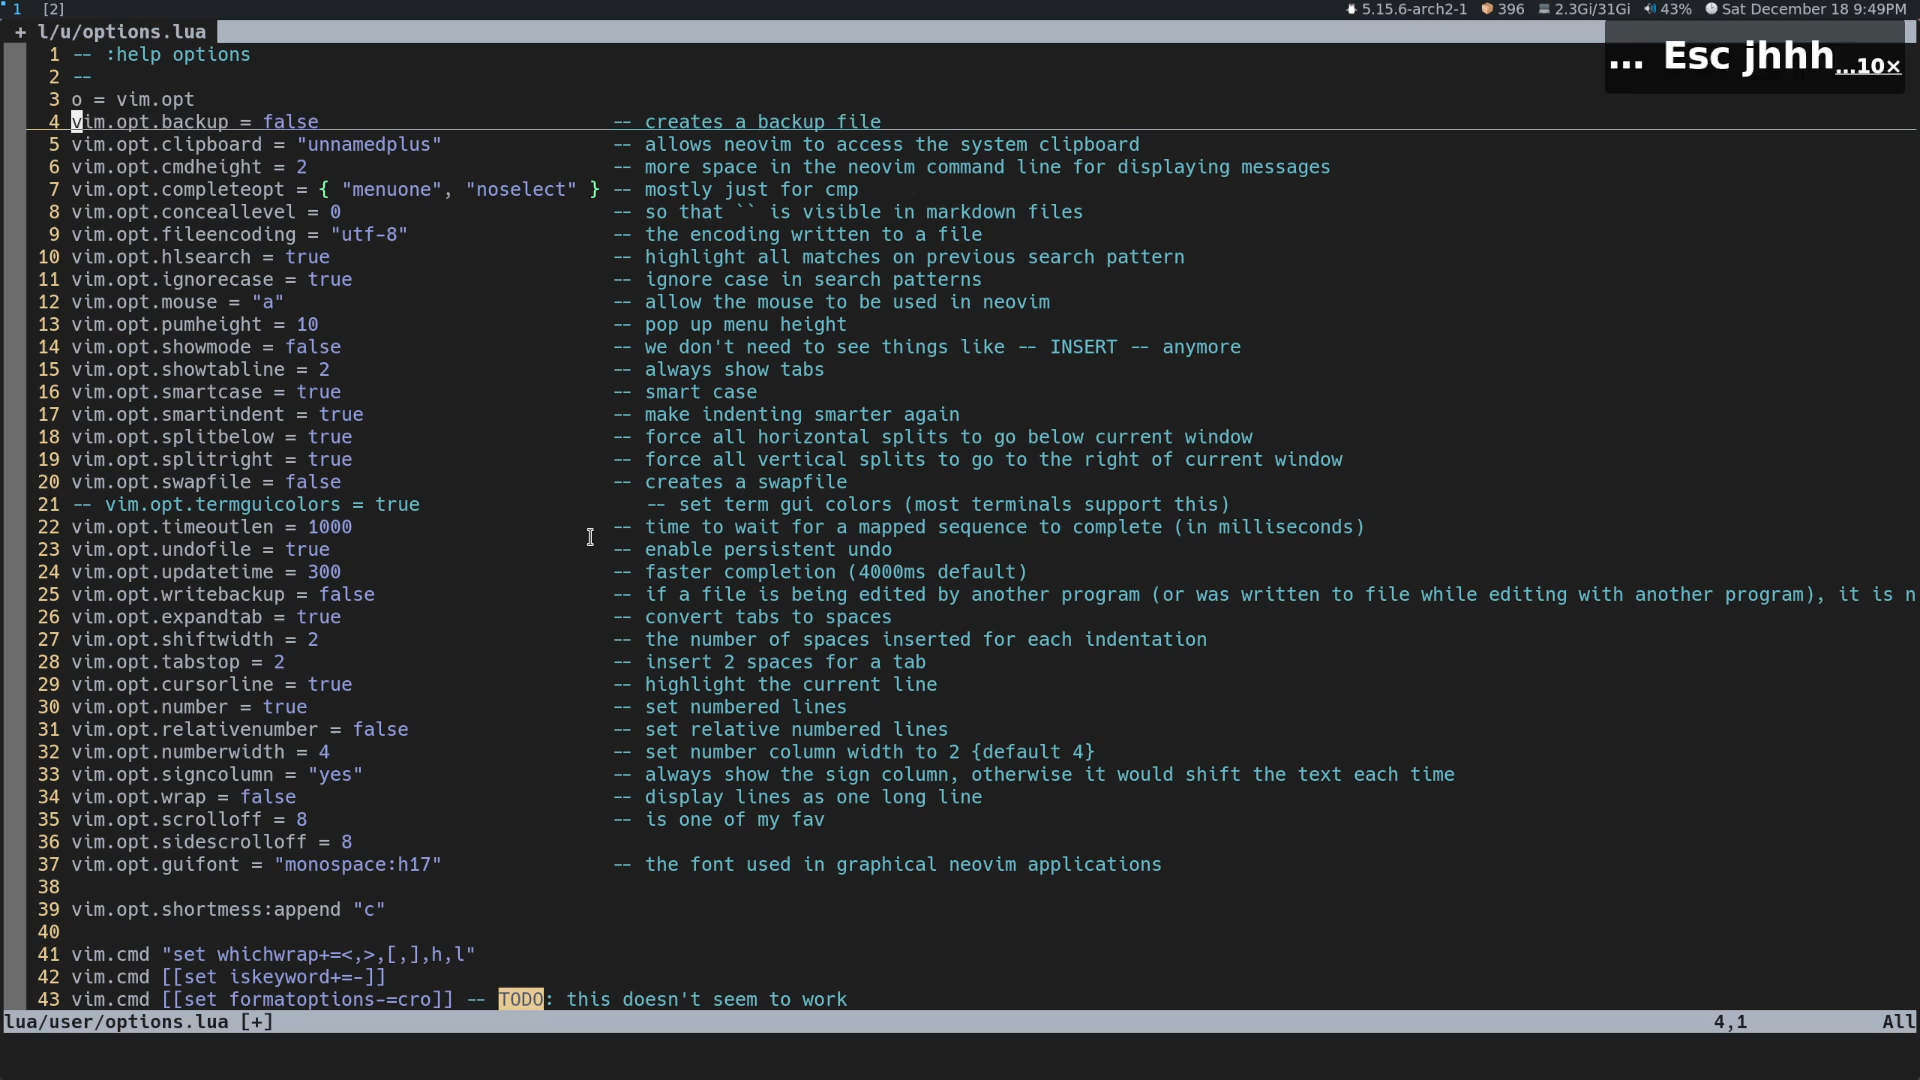 1 [2] 5.15.6-arch2-1 396 2.3Gi/31Gi 43% Sat December 18 9:49PM
+ l/u/options.lua
... Esc jhhh...10×
1 -- :help options
2 --
3 o = vim.opt
4 vim.opt.backup = false -- creates a backup file
5 vim.opt.clipboard = "unnamedplus" -- allows neovim to access the system clipboard
6 vim.opt.cmdheight = 2 -- more space in the neovim command line for displaying messages
7 vim.opt.completeopt = { "menuone", "noselect" } -- mostly just for cmp
8 vim.opt.conceallevel = 0 -- so that `` is visible in markdown files
9 vim.opt.fileencoding = "utf-8" -- the encoding written to a file
10 vim.opt.hlsearch = true -- highlight all matches on previous search pattern
11 vim.opt.ignorecase = true -- ignore case in search patterns
12 vim.opt.mouse = "a" -- allow the mouse to be used in neovim
13 vim.opt.pumheight = 10 -- pop up menu height
14 vim.opt.showmode = false -- we don't need to see things like -- INSERT -- anymore
15 vim.opt.showtabline = 2 -- always show tabs
16 vim.opt.smartcase = true -- smart case
17 vim.opt.smartindent = true -- make indenting smarter again
18 vim.opt.splitbelow = true -- force all horizontal splits to go below current window
19 vim.opt.splitright = true -- force all vertical splits to go to the right of current window
20 vim.opt.swapfile = false -- creates a swapfile
21 -- vim.opt.termguicolors = true -- set term gui colors (most terminals support this)
22 vim.opt.timeoutlen = 1000 -- time to wait for a mapped sequence to complete (in milliseconds)
23 vim.opt.undofile = true -- enable persistent undo
24 vim.opt.updatetime = 300 -- faster completion (4000ms default)
25 vim.opt.writebackup = false -- if a file is being edited by another program (or was written to file while editing with another program), it is n
26 vim.opt.expandtab = true -- convert tabs to spaces
27 vim.opt.shiftwidth = 2 -- the number of spaces inserted for each indentation
28 vim.opt.tabstop = 2 -- insert 2 spaces for a tab
29 vim.opt.cursorline = true -- highlight the current line
30 vim.opt.number = true -- set numbered lines
31 vim.opt.relativenumber = false -- set relative numbered lines
32 vim.opt.numberwidth = 4 -- set number column width to 2 {default 4}
33 vim.opt.signcolumn = "yes" -- always show the sign column, otherwise it would shift the text each time
34 vim.opt.wrap = false -- display lines as one long line
35 vim.opt.scrolloff = 8 -- is one of my fav
36 vim.opt.sidescrolloff = 8
37 vim.opt.guifont = "monospace:h17" -- the font used in graphical neovim applications
38
39 vim.opt.shortmess:append "c"
40
41 vim.cmd "set whichwrap+=<,>,[,],h,l"
42 vim.cmd [[set iskeyword+=-]]
43 vim.cmd [[set formatoptions-=cro]] -- TODO: this doesn't seem to work
lua/user/options.lua [+] 4,1 All